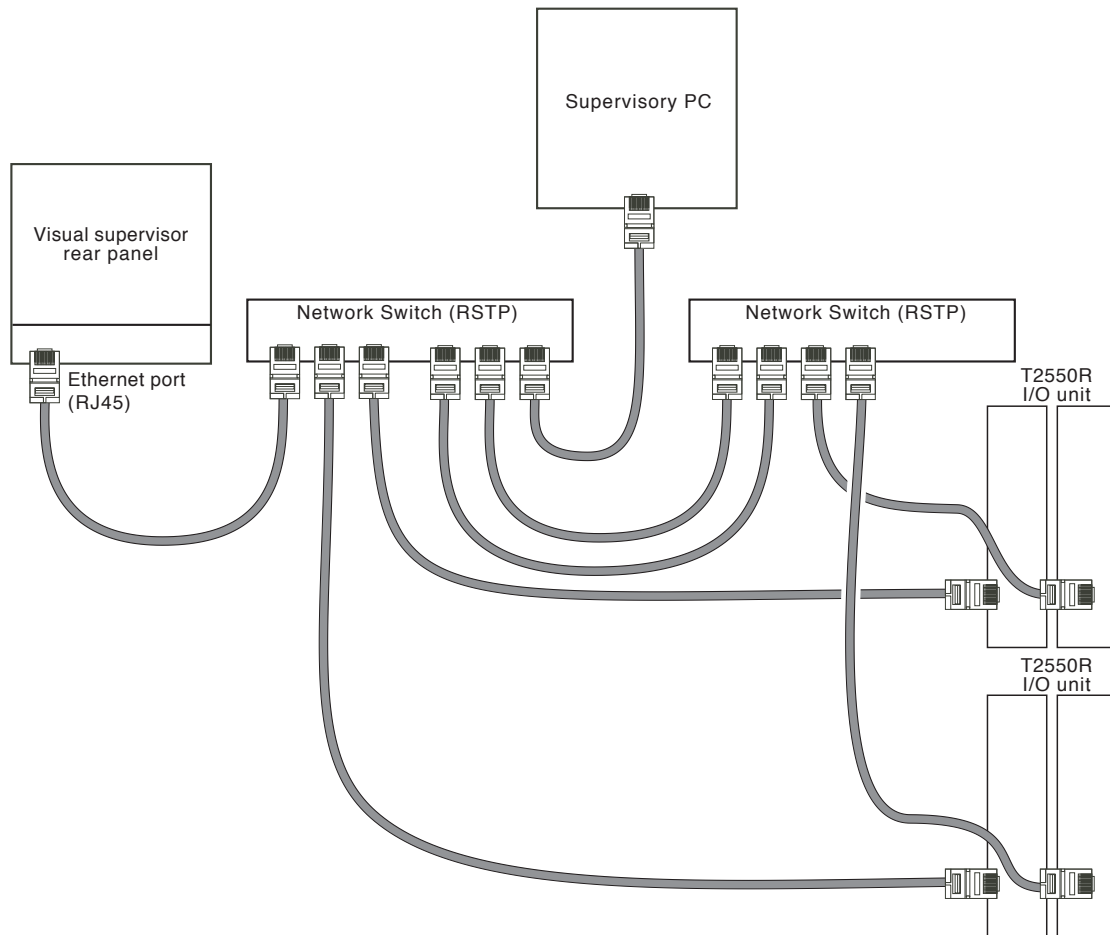 Supervisory PC
Visual supervisor
rear panel
Network Switch (RSTP)
Network Switch (RSTP)
Ethernet port
(RJ45)
T2550R
I/O unit
T2550R
I/O unit